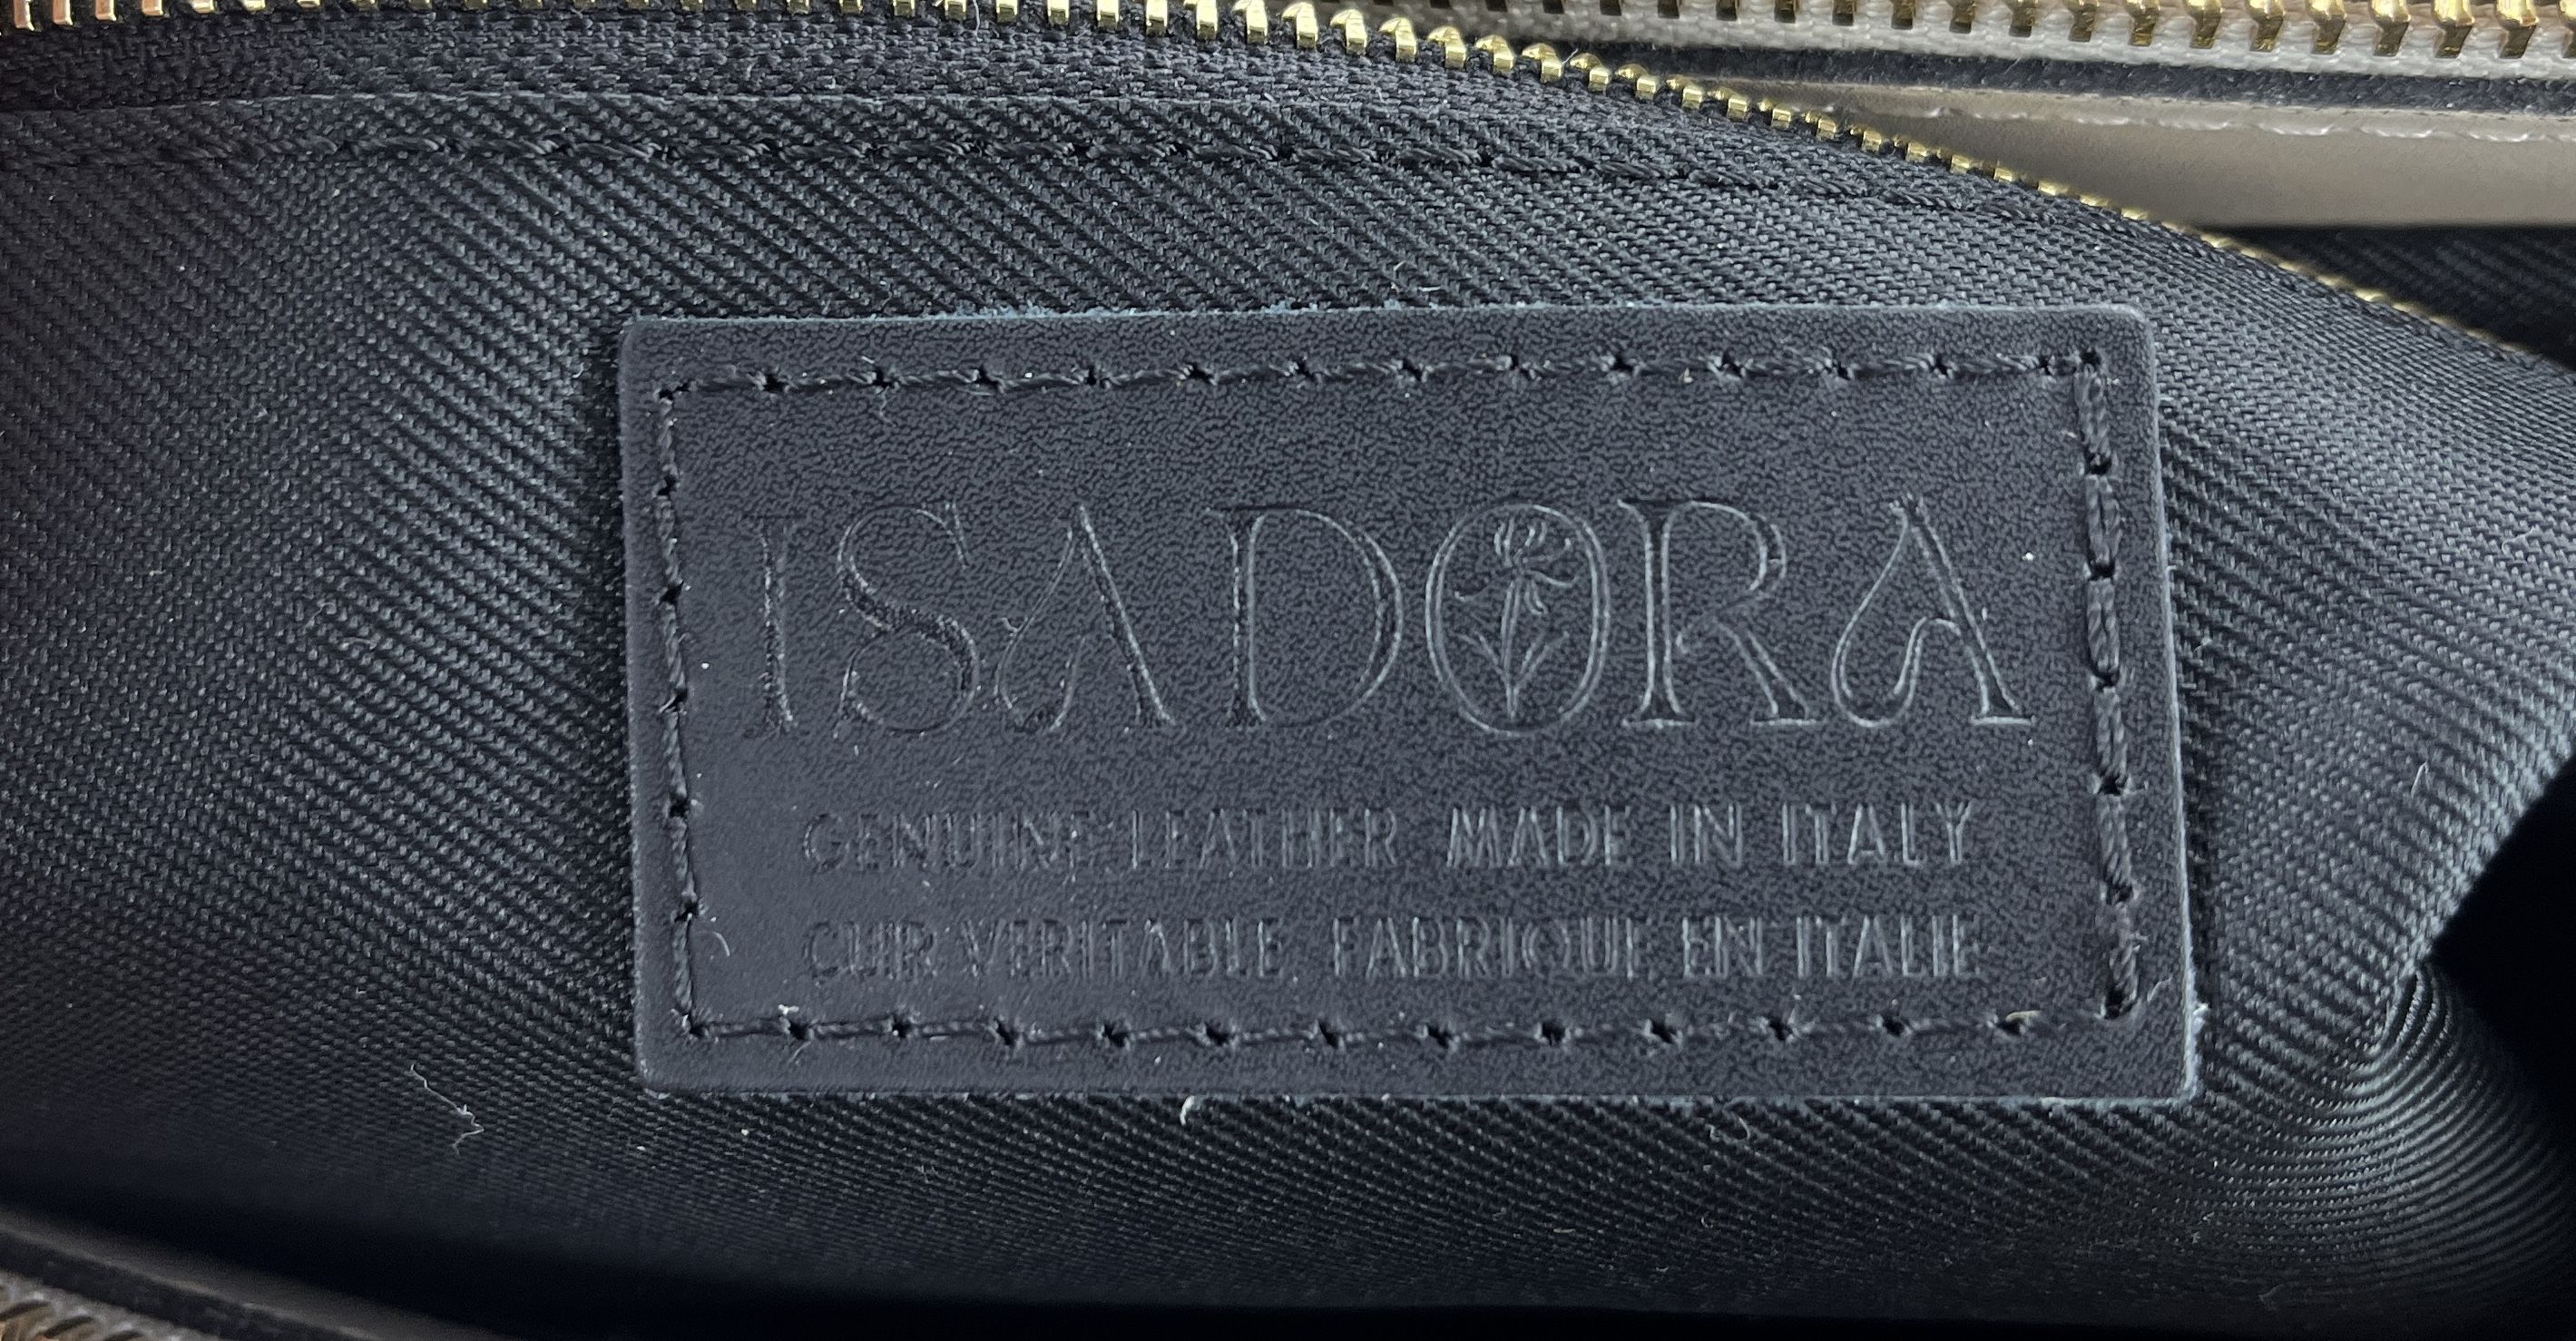 ISADORA
GENUINE LEATHER MADE IN ITALY
CUIR VERITABLE FABRIQUE EN ITALIE